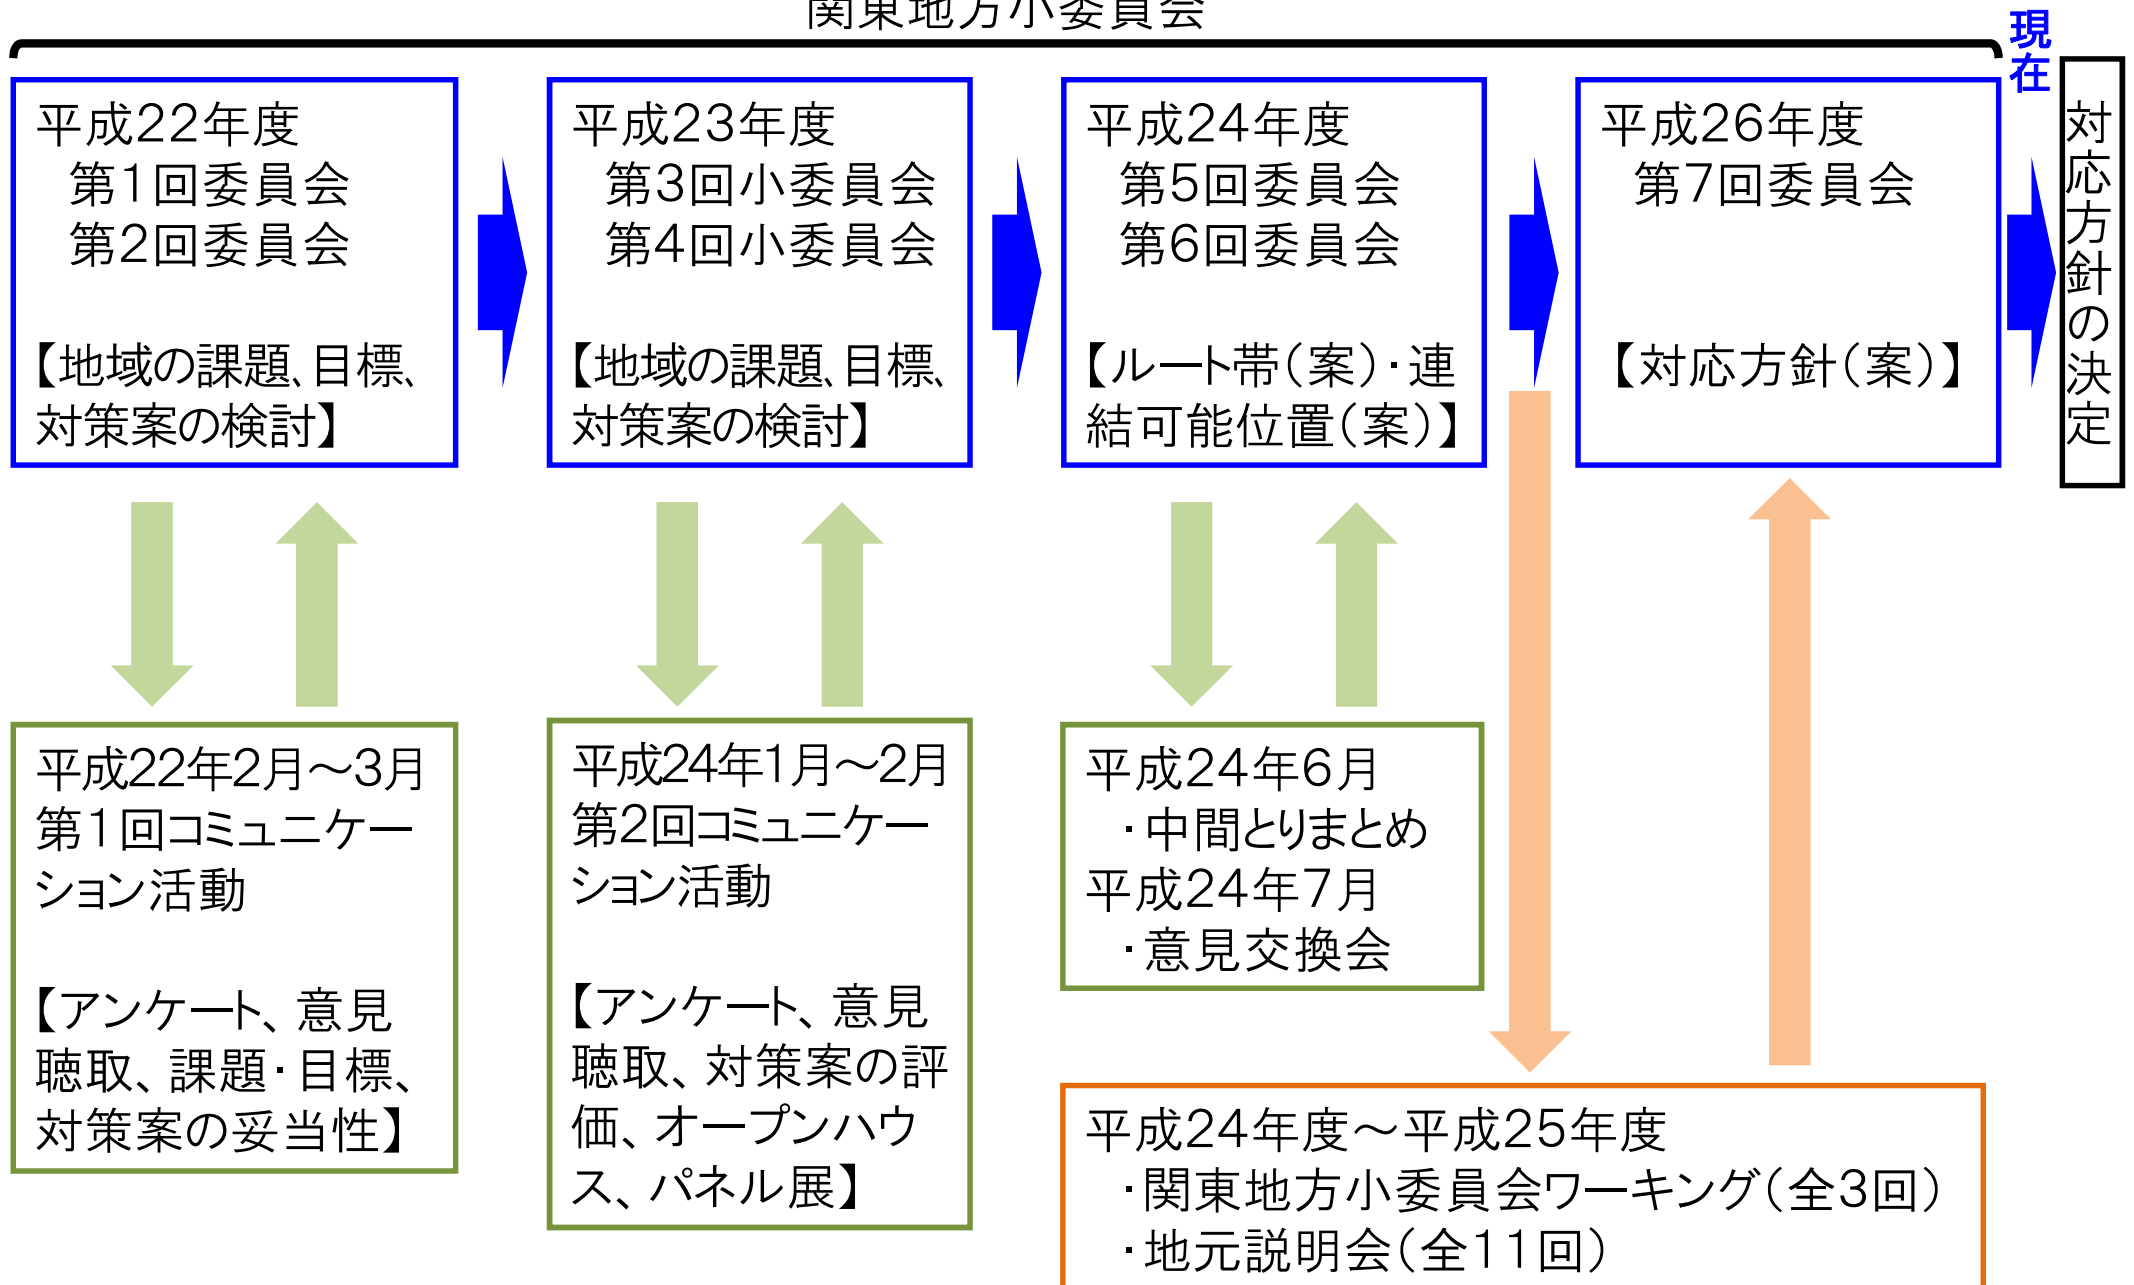 関東地方小委員会
現在
平成22年度
第1回委員会
第2回委員会
【地域の課題、目標、
対策案の検討】
平成23年度
第3回小委員会
第4回小委員会
【地域の課題、目標、
対策案の検討】
平成24年度
第5回委員会
第6回委員会
【ルート帯(案)・連
結可能位置(案)】
平成26年度
第7回委員会
【対応方針(案)】
対応方針の決定
平成22年2月～3月
第1回コミュニケー
ション活動
【アンケート、意見
聴取、課題・目標、
対策案の妥当性】
平成24年1月～2月
第2回コミュニケー
ション活動
【アンケート、意見
聴取、対策案の評
価、オープンハウ
ス、パネル展】
平成24年6月
・中間とりまとめ
平成24年7月
・意見交換会
平成24年度～平成25年度
・関東地方小委員会ワーキング(全3回)
・地元説明会(全11回)